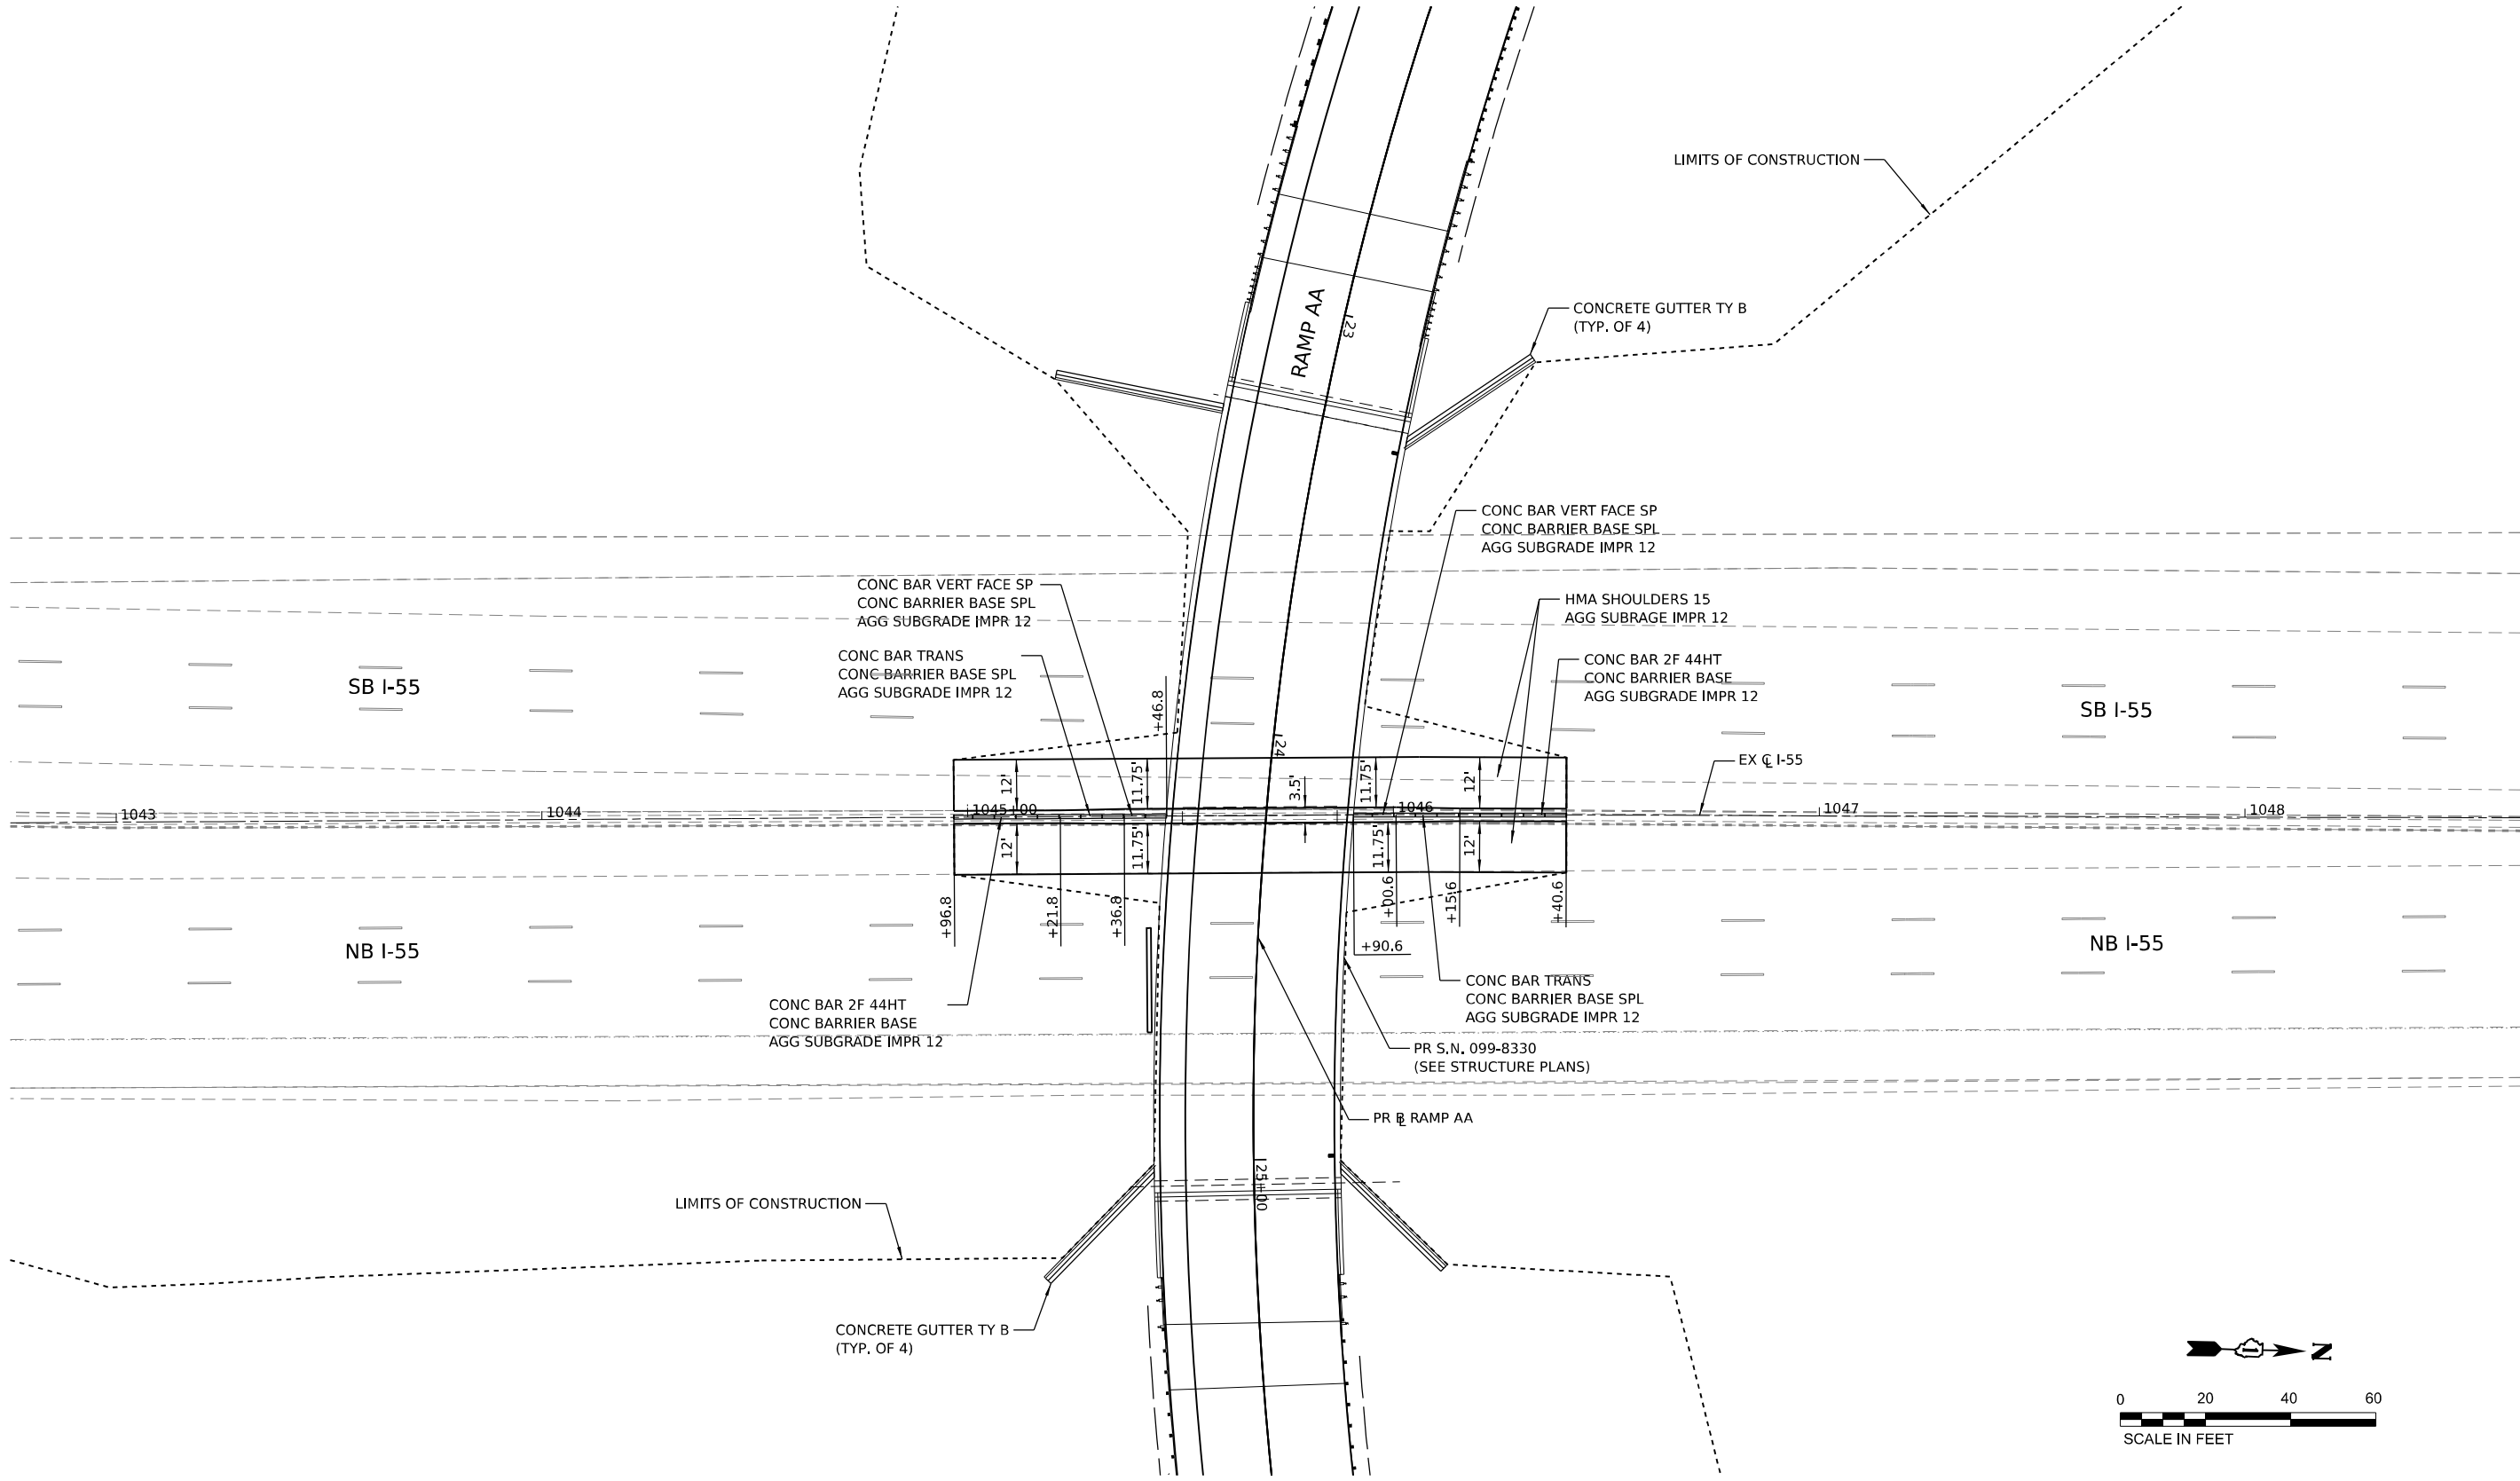 LIMITS OF CONSTRUCTION
CONCRETE GUTTER TY B
(TYP. OF 4)
23
RAMP AA
CONC BAR VERT FACE SP
CONC BARRIER BASE SPL
AGG SUBGRADE IMPR 12
CONC BAR VERT FACE SP
CONC BARRIER BASE SPL
AGG SUBGRADE IMPR 12
HMA SHOULDERS 15
AGG SUBRAGE IMPR 12
CONC BAR TRANS
CONC BARRIER BASE SPL
AGG SUBGRADE IMPR 12
CONC BAR 2F 44HT
CONC BARRIER BASE
AGG SUBGRADE IMPR 12
SB I-55
SB I-55
+46.8
24
EX ℄ I-55
12'
11.75'
3.5'
11.75'
12'
1043
1044
1045+00
1046
1047
1048
12'
11.75'
11.75'
12'
+96.8
+21.8
+36.8
+00.6
+15.6
+40.6
+90.6
NB I-55
NB I-55
CONC BAR TRANS
CONC BARRIER BASE SPL
AGG SUBGRADE IMPR 12
CONC BAR 2F 44HT
CONC BARRIER BASE
AGG SUBGRADE IMPR 12
PR S.N. 099-8330
(SEE STRUCTURE PLANS)
PR BL RAMP AA
25+00
LIMITS OF CONSTRUCTION
CONCRETE GUTTER TY B
(TYP. OF 4)
N
0 20 40 60
SCALE IN FEET